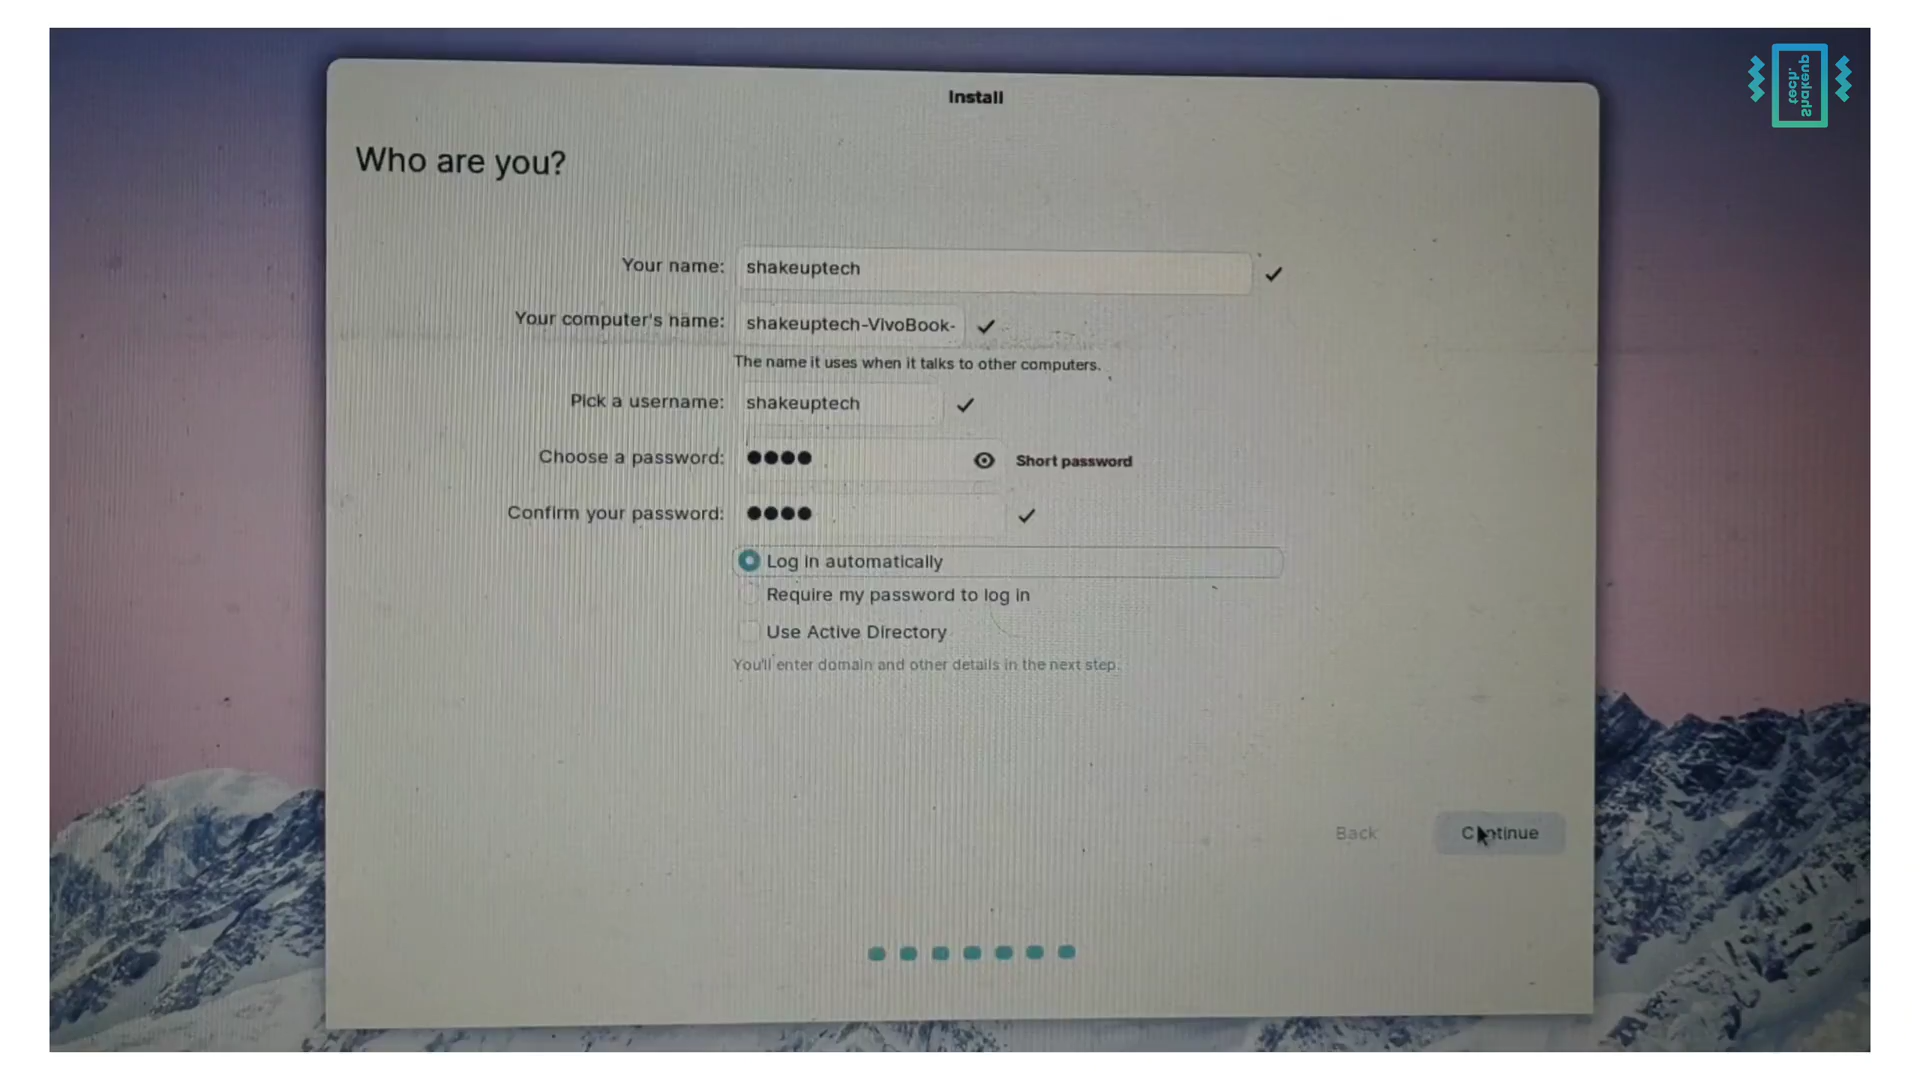 Install
Who are you?
Your name: shakeuptech
Your computer's name: shakeuptech-VivoBook-
The name it uses when it talks to other computers.
Pick a username: shakeuptech
Choose a password: ●●●● Short password
Confirm your password: ●●●●
Log in automatically
Require my password to log in
Use Active Directory
You'll enter domain and other details in the next step.
Back Continue
tech.
shakeup